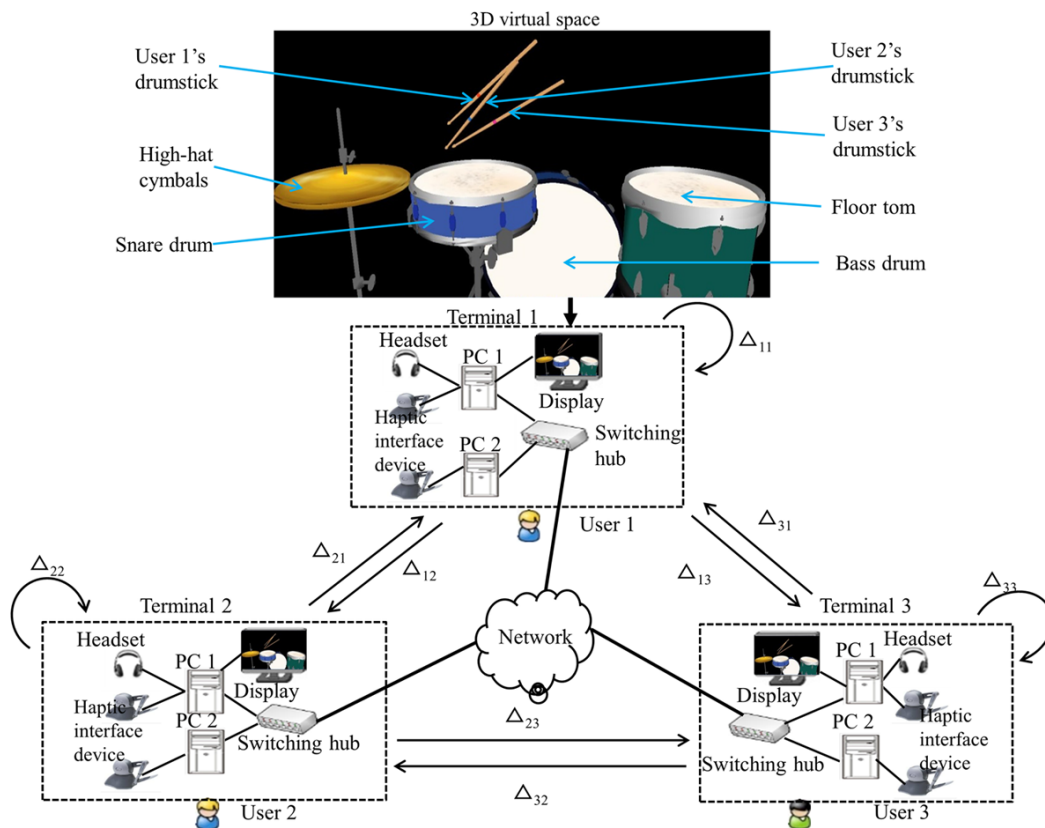 3D virtual space
User 1's
drumstick
User 2's
drumstick
User 3's
drumstick
High-hat
cymbals
Floor tom
Snare drum
Bass drum
Terminal 1
Headset
PC 1
△11
Display
Haptic
interface
device
PC 2
Switching
hub
User 1
△21
△12
△31
△13
△22
△33
Terminal 2
Headset
PC 1
Display
Haptic
interface
device
PC 2
Switching hub
User 2
Network
△23
△32
Terminal 3
Headset
PC 1
Display
PC 2
Haptic
interface
device
Switching hub
User 3